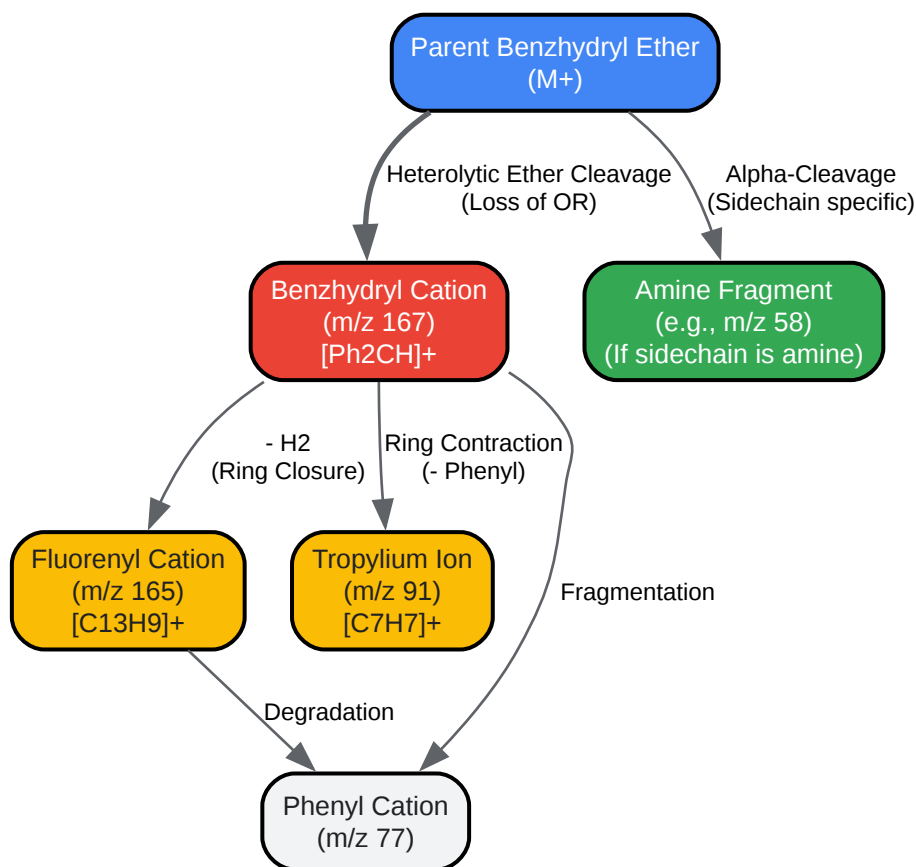 Parent Benzhydryl Ether
(M+)
Heterolytic Ether Cleavage
(Loss of OR)
Alpha-Cleavage
(Sidechain specific)
Benzhydryl Cation
(m/z 167)
[Ph2CH]+
Amine Fragment
(e.g., m/z 58)
(If sidechain is amine)
- H2
(Ring Closure)
Ring Contraction
(- Phenyl)
Fluorenyl Cation
(m/z 165)
[C13H9]+
Tropylium Ion
(m/z 91)
[C7H7]+
Fragmentation
Degradation
Phenyl Cation
(m/z 77)